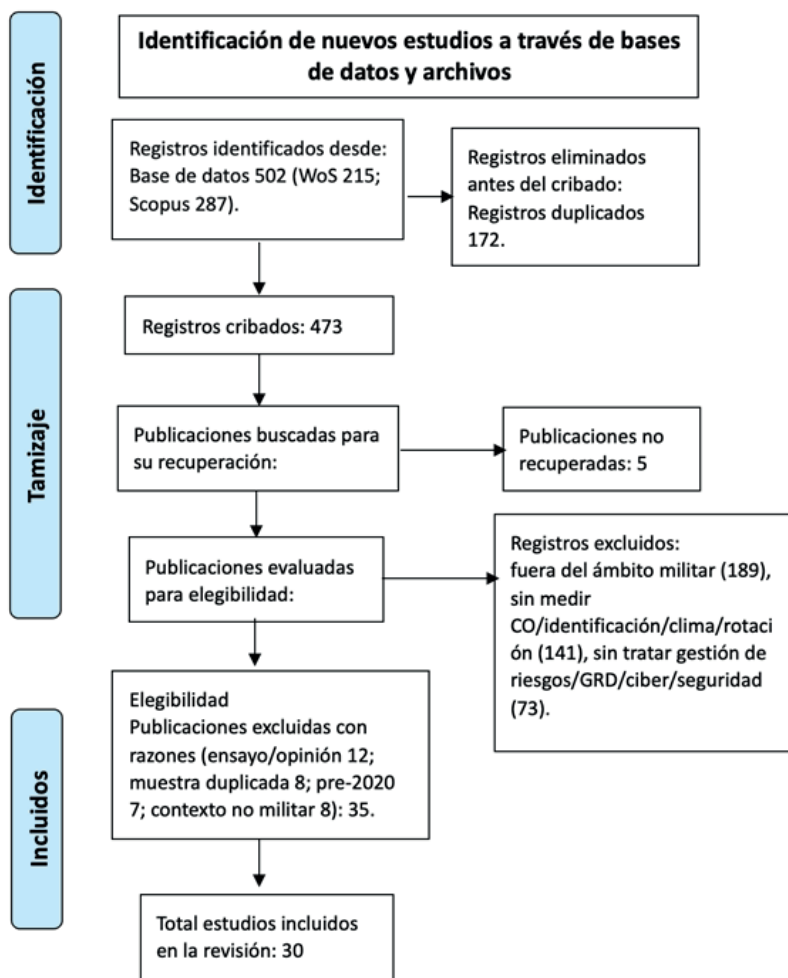 Identificación de nuevos estudios a través de bases
de datos y archivos
Identificación
Registros identificados desde:
Base de datos 502 (WoS 215;
Scopus 287).
Registros eliminados
antes del cribado:
Registros duplicados
172.
Tamizaje
Registros cribados: 473
Publicaciones buscadas para
su recuperación:
Publicaciones no
recuperadas: 5
Publicaciones evaluadas
para elegibilidad:
Registros excluidos:
fuera del ámbito militar (189),
sin medir
CO/identificación/clima/rotaci
ón (141), sin tratar gestión de
riesgos/GRD/ciber/seguridad
(73).
Incluidos
Elegibilidad
Publicaciones excluidas con
razones (ensayo/opinión 12;
muestra duplicada 8; pre-2020
7; contexto no militar 8): 35.
Total estudios incluidos
en la revisión: 30